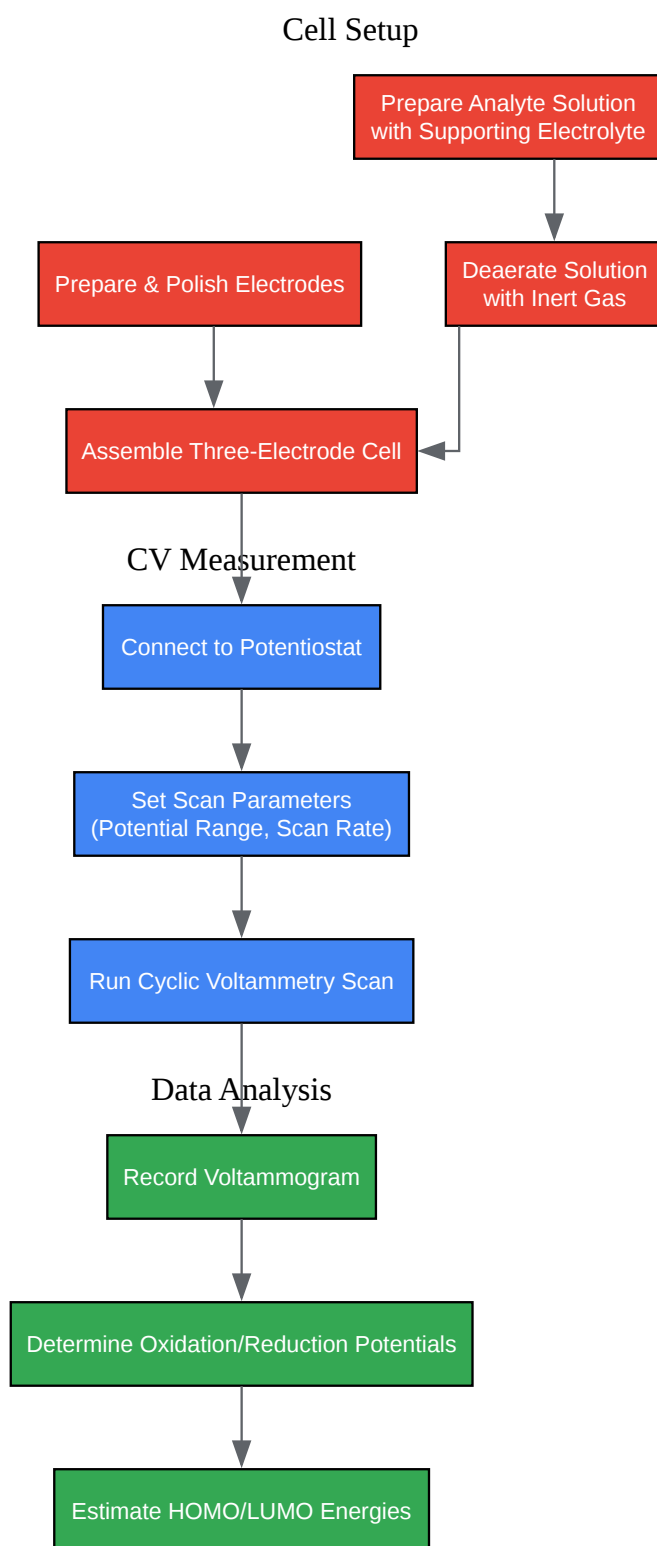 Cell Setup
Prepare Analyte Solution
with Supporting Electrolyte
Prepare & Polish Electrodes
Deaerate Solution
with Inert Gas
Assemble Three-Electrode Cell
CV Measurement
Connect to Potentiostat
Set Scan Parameters
(Potential Range, Scan Rate)
Run Cyclic Voltammetry Scan
Data Analysis
Record Voltammogram
Determine Oxidation/Reduction Potentials
Estimate HOMO/LUMO Energies